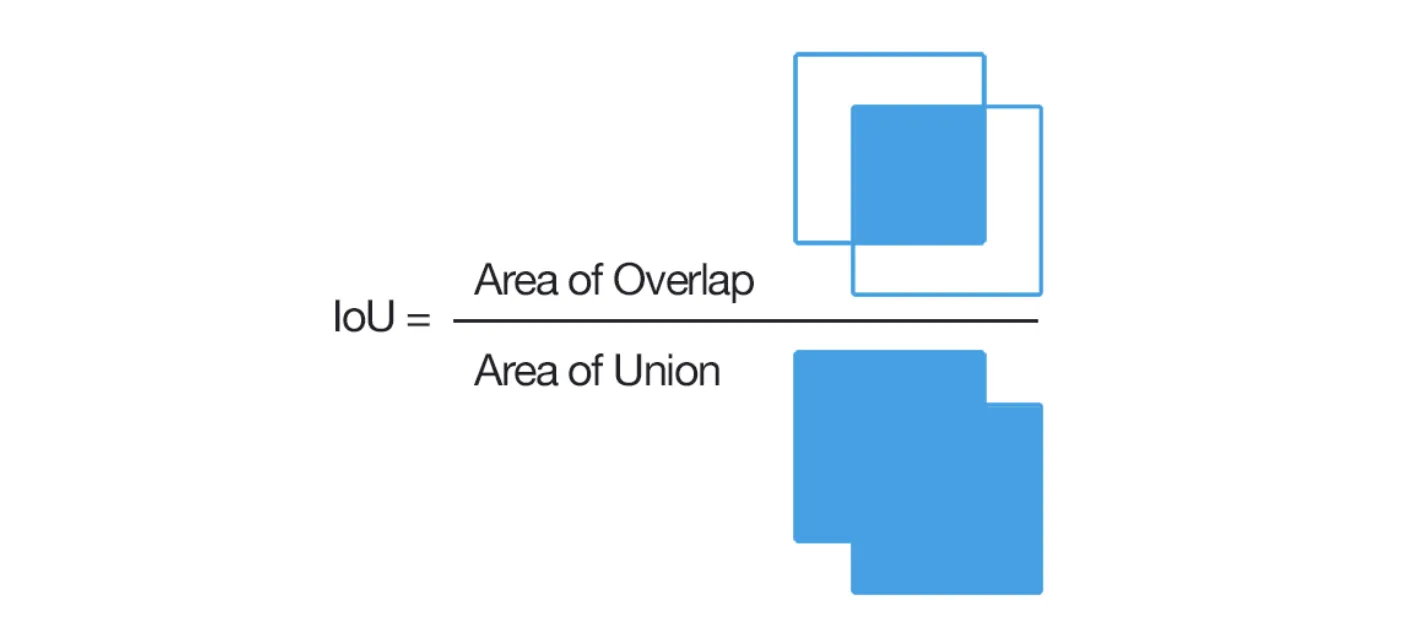 Area of Overlap
IoU =
Area of Union